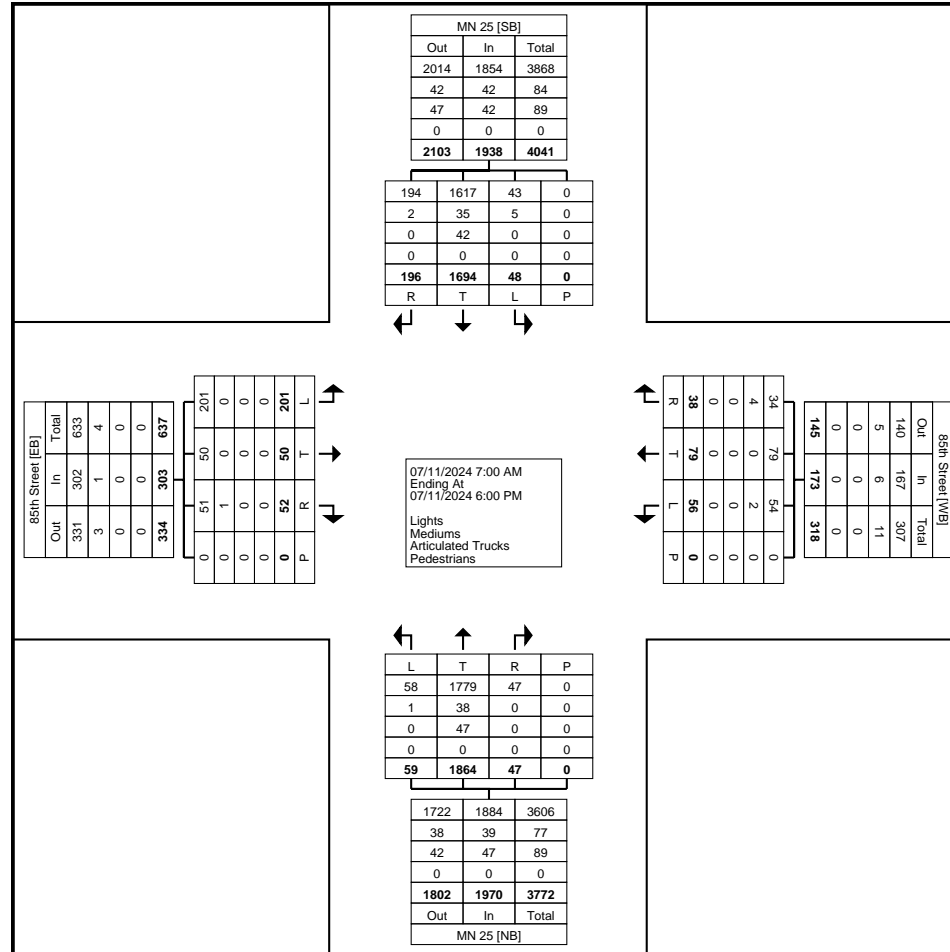 MN 25 [SB]
Out In Total
2014 1854 3868
42 42 84
47 42 89
0 0 0
2103 1938 4041
194 1617 43 0
2 35 5 0
0 42 0 0
0 0 0 0
196 1694 48 0
R T L P
85th Street [EB]
Total In Out
633 302 331
4 1 3
0 0 0
0 0 0
637 303 334
201 50 51 0
0 0 1 0
0 0 0 0
0 0 0 0
201 50 52 0
L T R P
07/11/2024 7:00 AM
Ending At
07/11/2024 6:00 PM
Lights
Mediums
Articulated Trucks
Pedestrians
85th Street [WB]
Out In Total
140 167 307
5 6 11
0 0 0
0 0 0
145 173 318
34 79 54 0
4 0 2 0
0 0 0 0
0 0 0 0
38 79 56 0
R T L P
L T R P
58 1779 47 0
1 38 0 0
0 47 0 0
0 0 0 0
59 1864 47 0
1722 1884 3606
38 39 77
42 47 89
0 0 0
1802 1970 3772
Out In Total
MN 25 [NB]